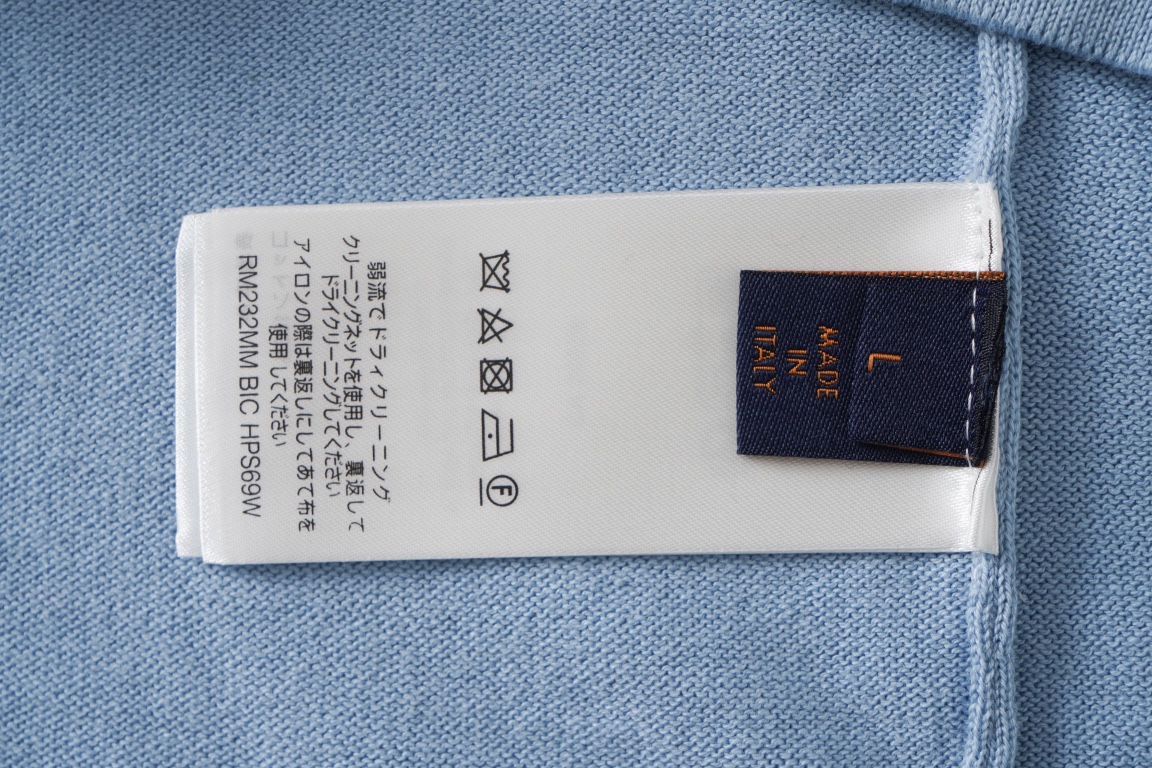 L
MADE
IN
ITALY
F
弱流でドライクリーニング
クリーニングネットを使用し、裏返して
ドライクリーニングしてください
アイロンの際は裏返しにしてあて布を
使用してください
RM232MM BIC HPS69W